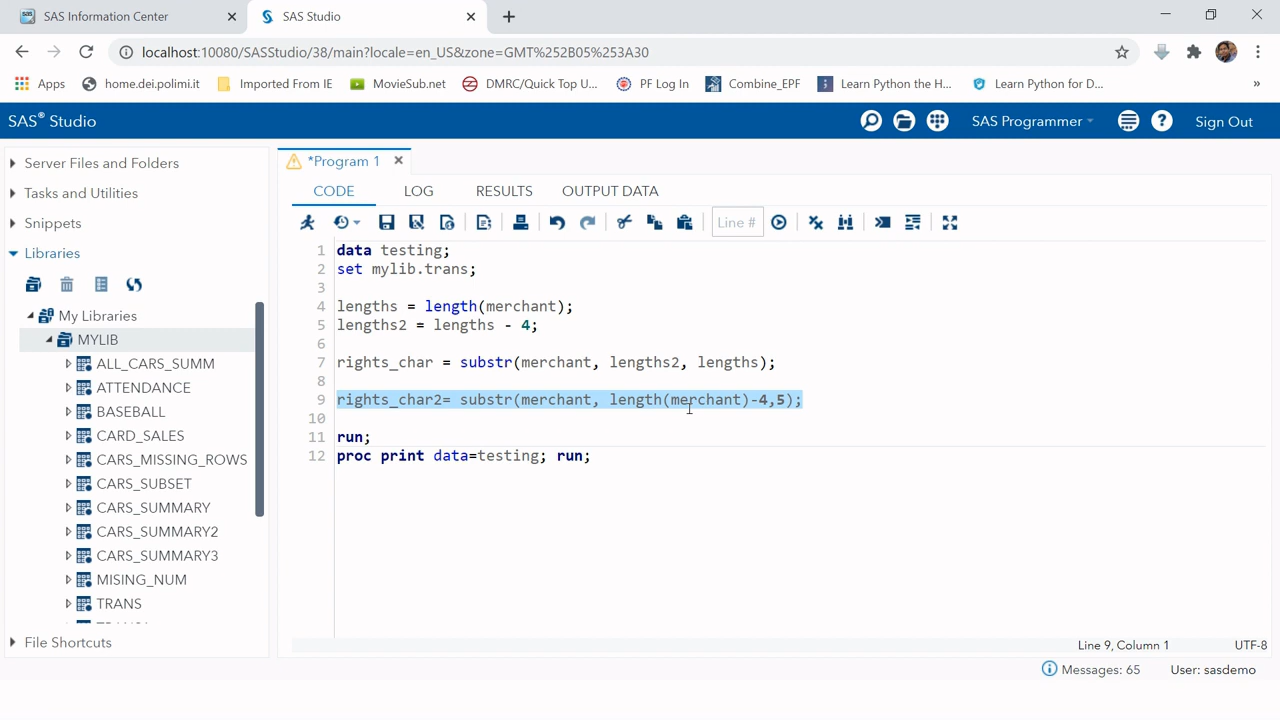 SAS Information Center
SAS Studio
localhost:10080/SASStudio/38/main?locale=en_US&zone=GMT%252B05%253A30
Apps home.dei.polimi.it Imported From IE MovieSub.net DMRC/Quick Top U... PF Log In Combine_EPF Learn Python the H... Learn Python for D... »
SAS® Studio
SAS Programmer
Sign Out
Server Files and Folders
Tasks and Utilities
Snippets
Libraries
My Libraries
MYLIB
ALL_CARS_SUMM
ATTENDANCE
BASEBALL
CARD_SALES
CARS_MISSING_ROWS
CARS_SUBSET
CARS_SUMMARY
CARS_SUMMARY2
CARS_SUMMARY3
MISING_NUM
TRANS
File Shortcuts
*Program 1
CODE LOG RESULTS OUTPUT DATA
Line #
1 data testing;
2 set mylib.trans;
3
4 lengths = length(merchant);
5 lengths2 = lengths - 4;
6
7 rights_char = substr(merchant, lengths2, lengths);
8
9 rights_char2= substr(merchant, length(merchant)-4,5);
10
11 run;
12 proc print data=testing; run;
Line 9, Column 1
UTF-8
Messages: 65
User: sasdemo